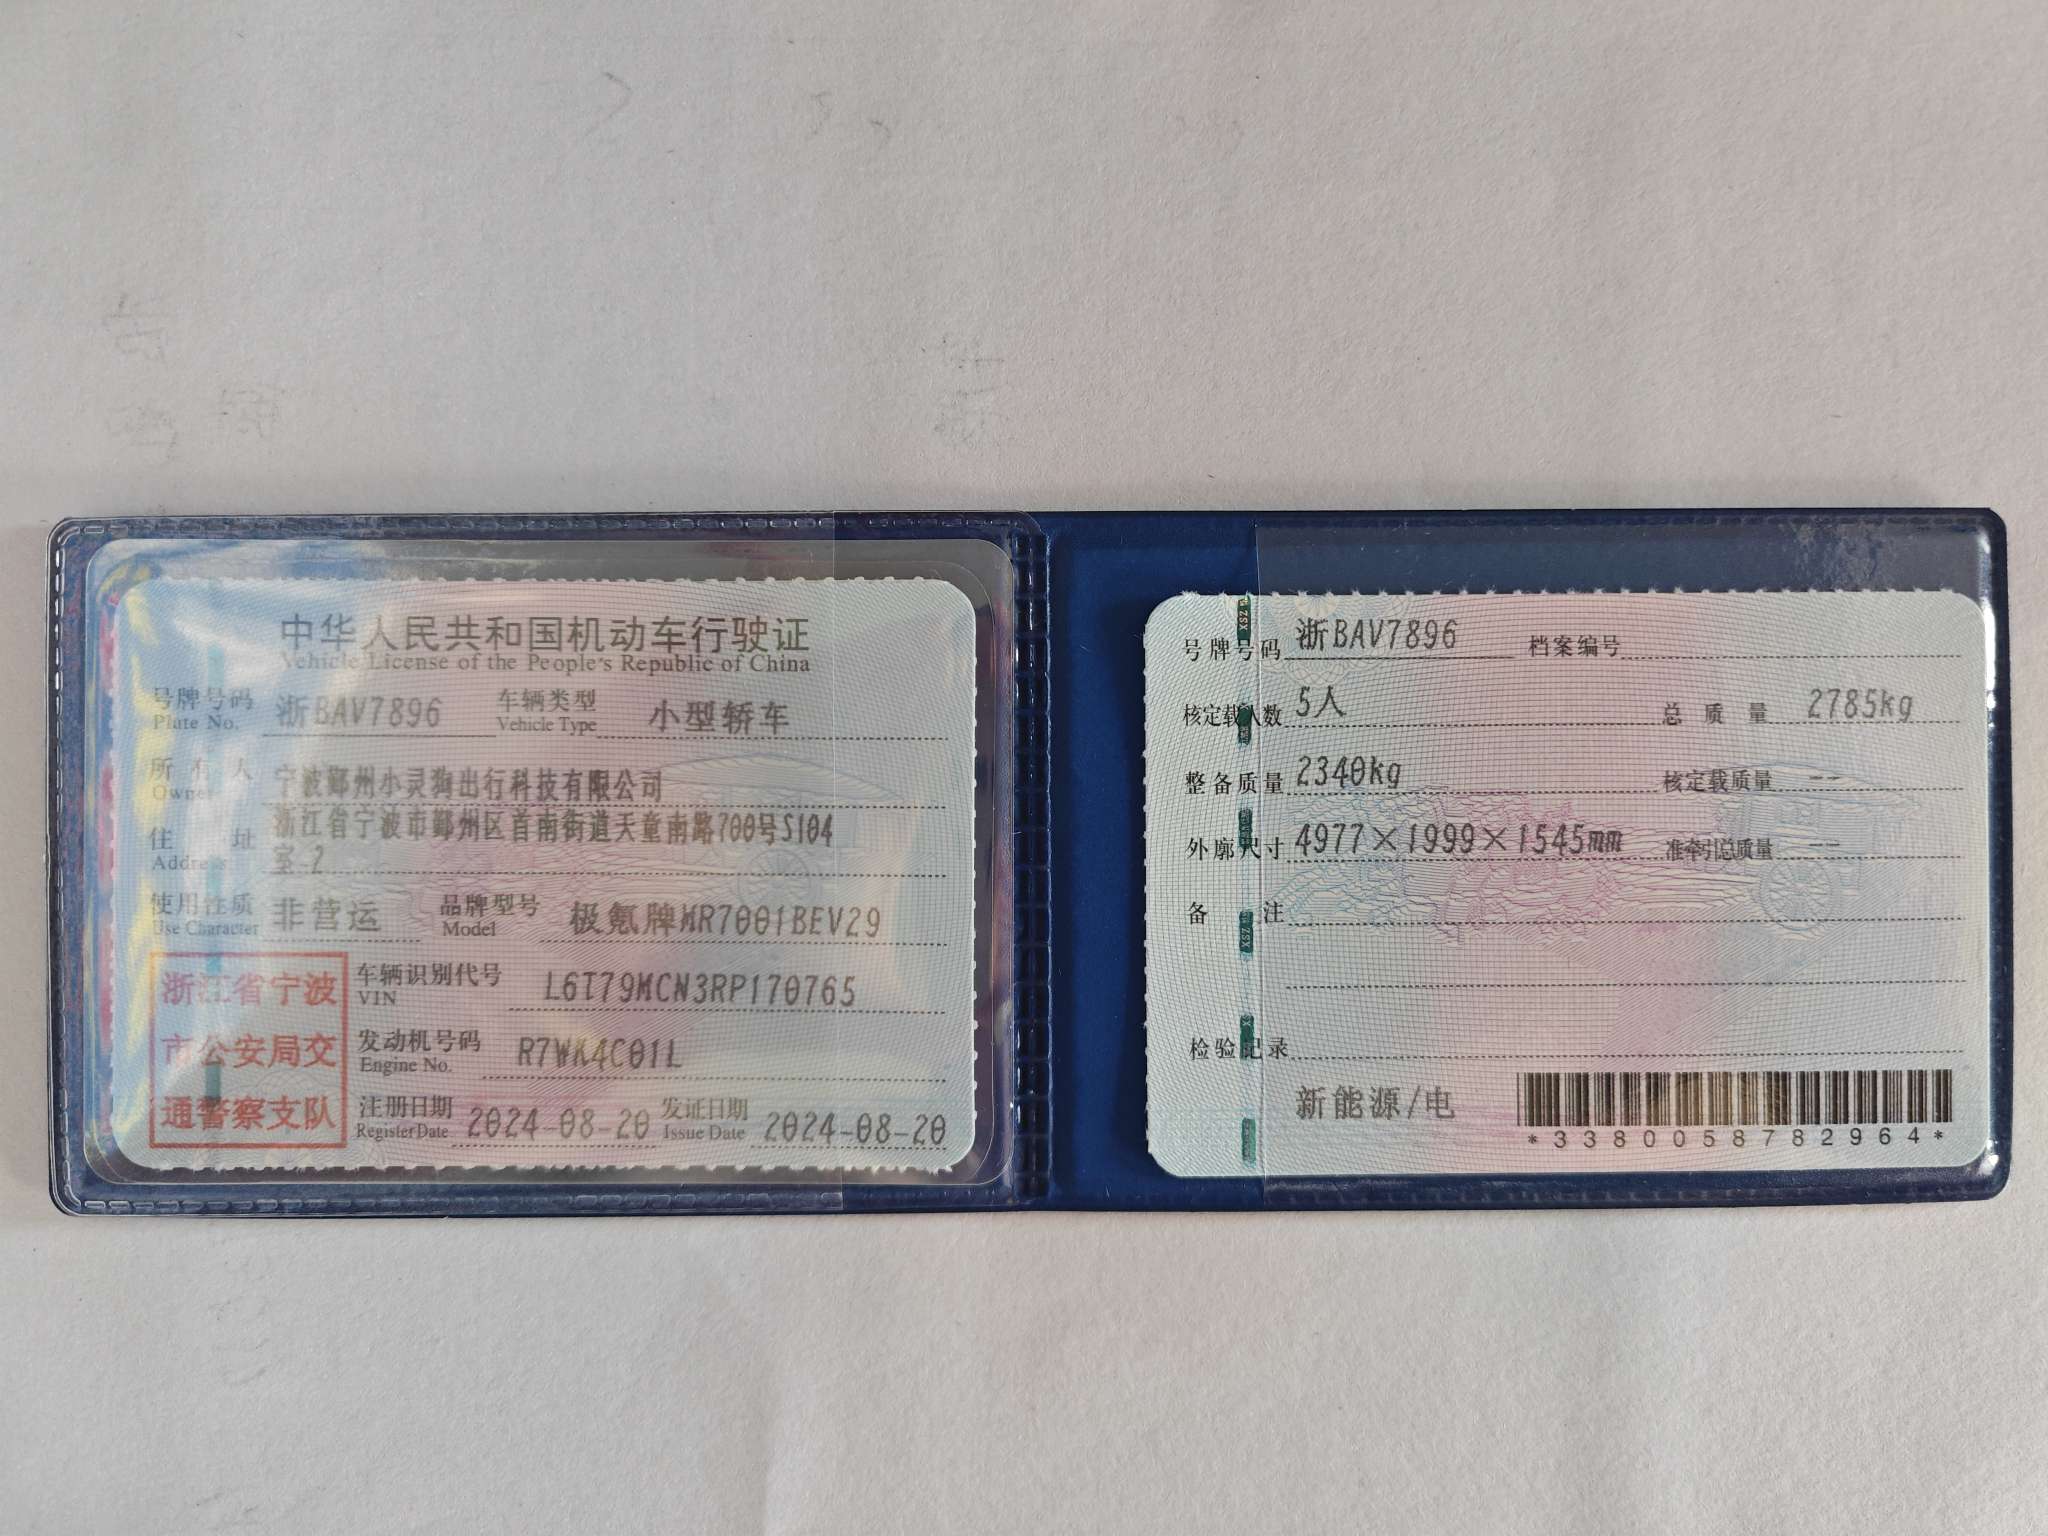 中华人民共和国机动车行驶证
Vehicle License of the People's Republic of China
号牌号码 浙BAV7896 车辆类型 小型轿车
Plate No. Vehicle Type
所有人 宁波鄞州小灵狗出行科技有限公司
Owner
住址 浙江省宁波市鄞州区首南街道天童南路700号S104
Address 室-2
使用性质 非营运 品牌型号 极氪牌MR7001BEV29
Use Character Model
浙江省宁波
市公安局交
通警察支队
车辆识别代号 L6T79MCN3RP170765
VIN
发动机号码 R7WK4C01L
Engine No.
注册日期 2024-08-20 发证日期 2024-08-20
Register Date Issue Date
号牌号码 浙BAV7896 档案编号
核定载人数 5人 总质量 2785kg
整备质量 2340kg 核定载质量 --
外廓尺寸 4977×1999×1545mm 准牵引总质量 --
备注
检验记录
新能源/电
*3380058782964*